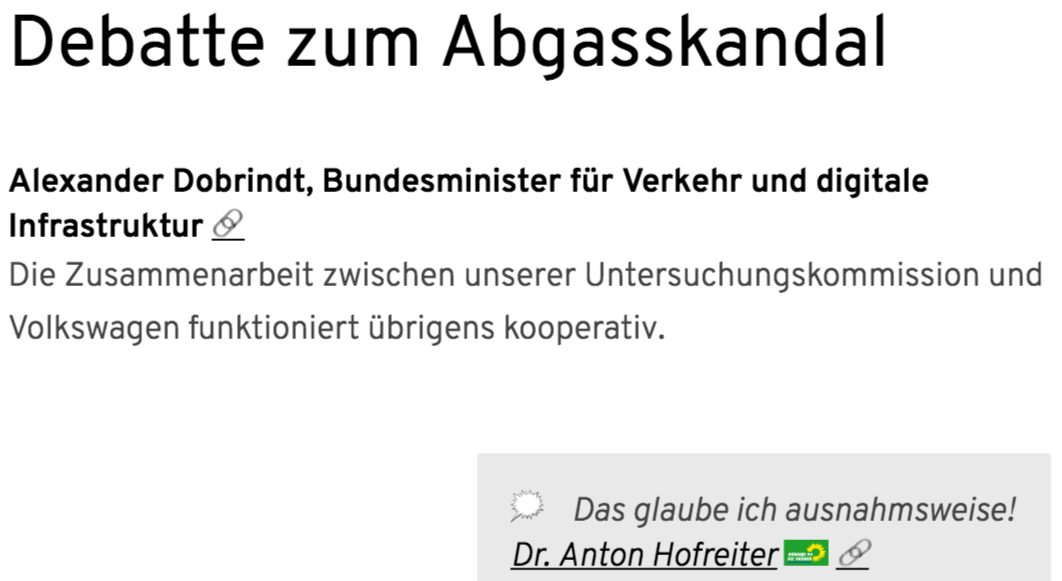 Debatte zum Abgasskandal
Alexander Dobrindt, Bundesminister für Verkehr und digitale
Infrastruktur
Die Zusammenarbeit zwischen unserer Untersuchungskommission und
Volkswagen funktioniert übrigens kooperativ.
Das glaube ich ausnahmsweise!
Dr. Anton Hofreiter